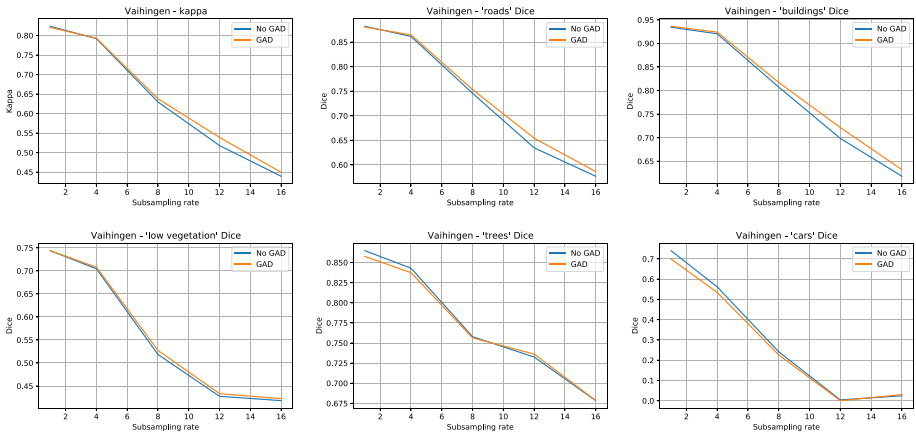 Vaihingen - kappa
Kappa
0.80
0.75
0.70
0.65
0.60
0.55
0.50
0.45
No GAD
GAD
2 4 6 8 10 12 14 16
Subsampling rate
Vaihingen - 'roads' Dice
Dice
0.85
0.80
0.75
0.70
0.65
0.60
No GAD
GAD
2 4 6 8 10 12 14 16
Subsampling rate
Vaihingen - 'buildings' Dice
Dice
0.95
0.90
0.85
0.80
0.75
0.70
0.65
No GAD
GAD
2 4 6 8 10 12 14 16
Subsampling rate
Vaihingen - 'low vegetation' Dice
Dice
0.75
0.70
0.65
0.60
0.55
0.50
0.45
No GAD
GAD
2 4 6 8 10 12 14 16
Subsampling rate
Vaihingen - 'trees' Dice
Dice
0.850
0.825
0.800
0.775
0.750
0.725
0.700
0.675
No GAD
GAD
2 4 6 8 10 12 14 16
Subsampling rate
Vaihingen - 'cars' Dice
Dice
0.7
0.6
0.5
0.4
0.3
0.2
0.1
0.0
No GAD
GAD
2 4 6 8 10 12 14 16
Subsampling rate